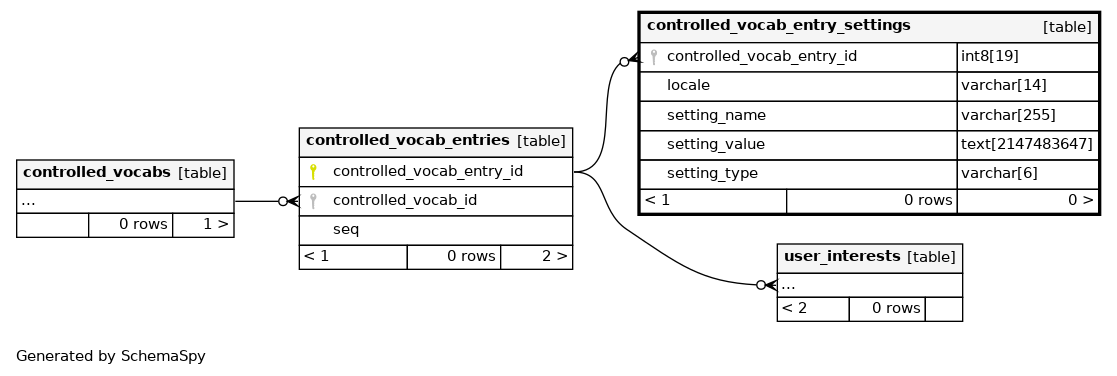 controlled_vocab_entry_settings [table]
controlled_vocab_entry_id int8[19]
locale varchar[14]
setting_name varchar[255]
setting_value text[2147483647]
setting_type varchar[6]
< 1 0 rows 0 >
controlled_vocab_entries [table]
controlled_vocab_entry_id
controlled_vocab_id
seq
< 1 0 rows 2 >
controlled_vocabs [table]
...
0 rows 1 >
user_interests [table]
...
< 2 0 rows
Generated by SchemaSpy